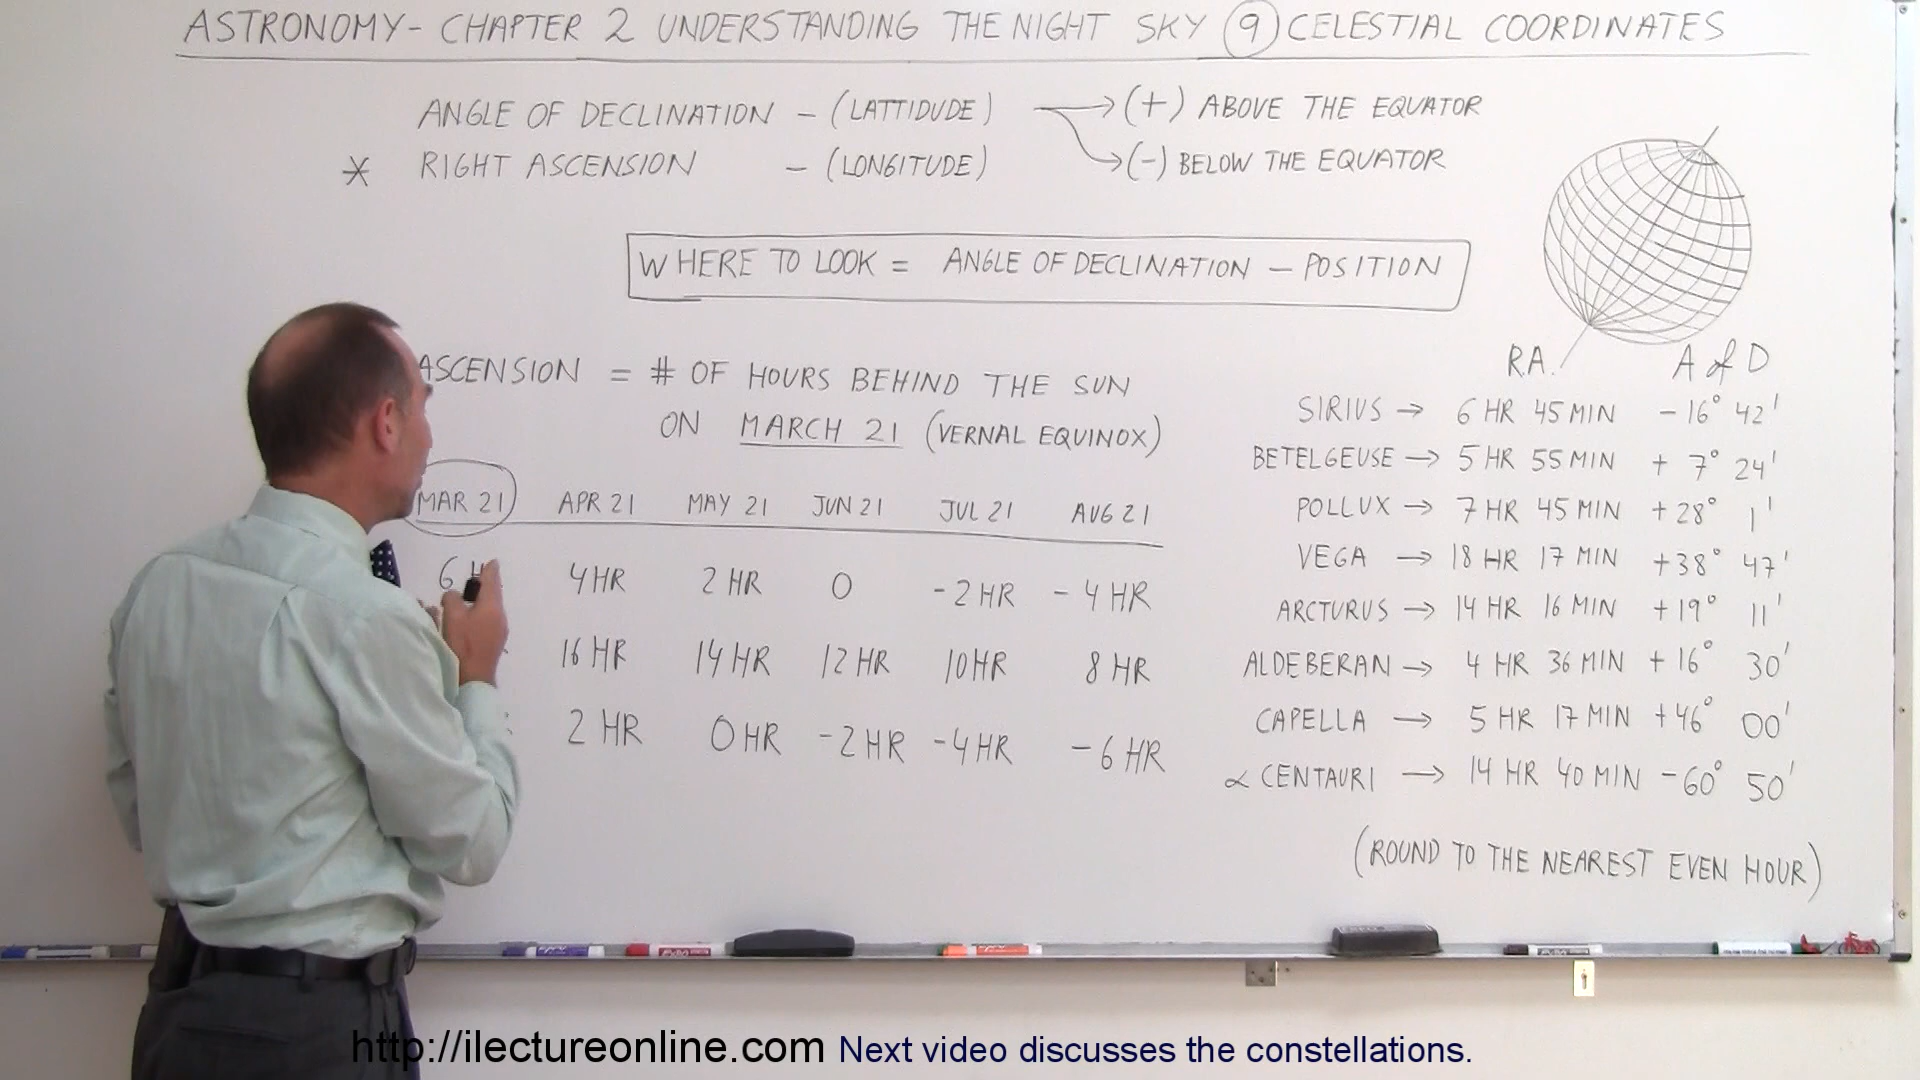 ASTRONOMY - CHAPTER 2 UNDERSTANDING THE NIGHT SKY 9 CELESTIAL COORDINATES
ANGLE OF DECLINATION - (LATTIDUDE) → (+) ABOVE THE EQUATOR
* RIGHT ASCENSION - (LONGITUDE) → (-) BELOW THE EQUATOR
WHERE TO LOOK = ANGLE OF DECLINATION - POSITION
ASCENSION = # OF HOURS BEHIND THE SUN
ON MARCH 21 (VERNAL EQUINOX)
MAR 21 APR 21 MAY 21 JUN 21 JUL 21 AUG 21
6 4 HR 2 HR 0 -2 HR -4 HR
16 HR 14 HR 12 HR 10 HR 8 HR
2 HR 0 HR -2 HR -4 HR -6 HR
R.A. A of D
SIRIUS → 6 HR 45 MIN -16° 42'
BETELGEUSE → 5 HR 55 MIN + 7° 24'
POLLUX → 7 HR 45 MIN +28° 1'
VEGA → 18 HR 17 MIN +38° 47'
ARCTURUS → 14 HR 16 MIN +19° 11'
ALDEBERAN → 4 HR 36 MIN +16° 30'
CAPELLA → 5 HR 17 MIN +46° 00'
∝ CENTAURI → 14 HR 40 MIN -60° 50'
(ROUND TO THE NEAREST EVEN HOUR)
http://ilectureonline.com Next video discusses the constellations.